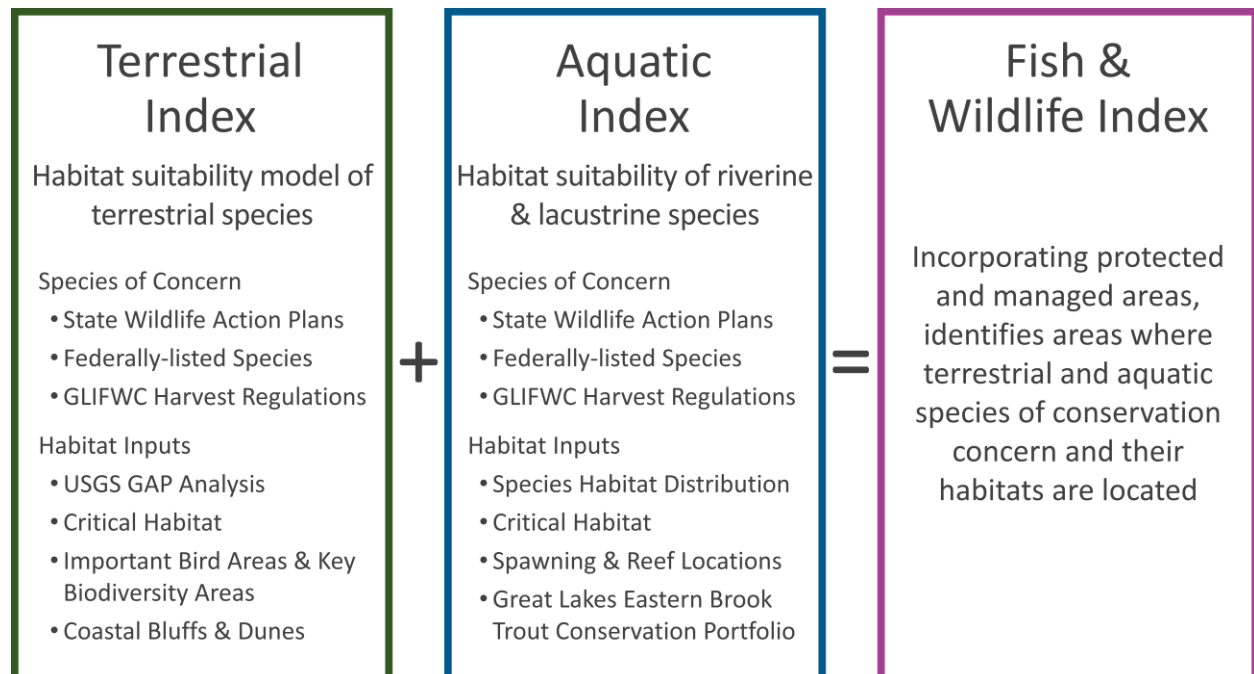 Terrestrial
Index
Habitat suitability model of
terrestrial species
Species of Concern
• State Wildlife Action Plans
• Federally-listed Species
• GLIFWC Harvest Regulations
Habitat Inputs
• USGS GAP Analysis
• Critical Habitat
• Important Bird Areas & Key
Biodiversity Areas
• Coastal Bluffs & Dunes
+
Aquatic
Index
Habitat suitability of riverine
& lacustrine species
Species of Concern
• State Wildlife Action Plans
• Federally-listed Species
• GLIFWC Harvest Regulations
Habitat Inputs
• Species Habitat Distribution
• Critical Habitat
• Spawning & Reef Locations
• Great Lakes Eastern Brook
Trout Conservation Portfolio
=
Fish &
Wildlife Index
Incorporating protected
and managed areas,
identifies areas where
terrestrial and aquatic
species of conservation
concern and their
habitats are located